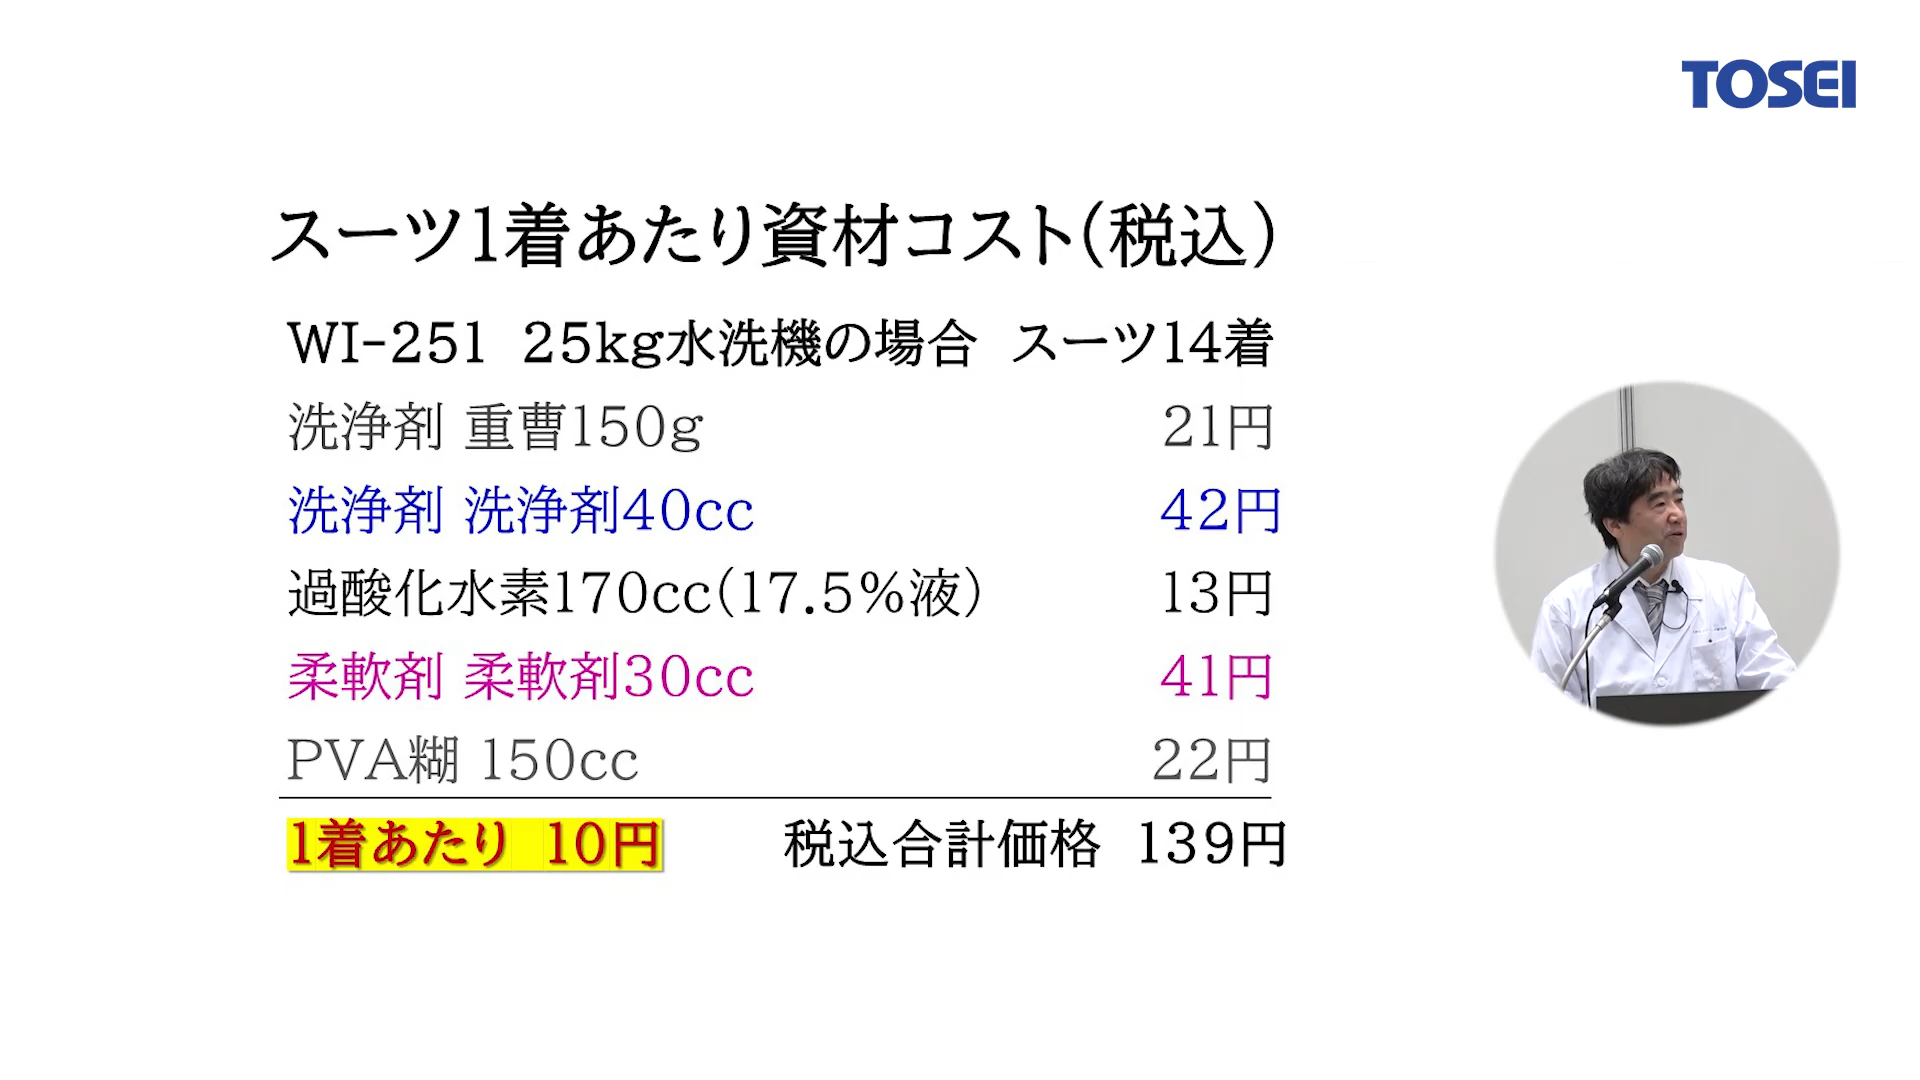 TOSEI
スーツ1着あたり資材コスト(税込)
WI-251 25kg水洗機の場合 スーツ14着
洗浄剤 重曹150g 21円
洗浄剤 洗浄剤40cc 42円
過酸化水素170cc(17.5%液) 13円
柔軟剤 柔軟剤30cc 41円
PVA糊 150cc 22円
1着あたり 10円 税込合計価格 139円